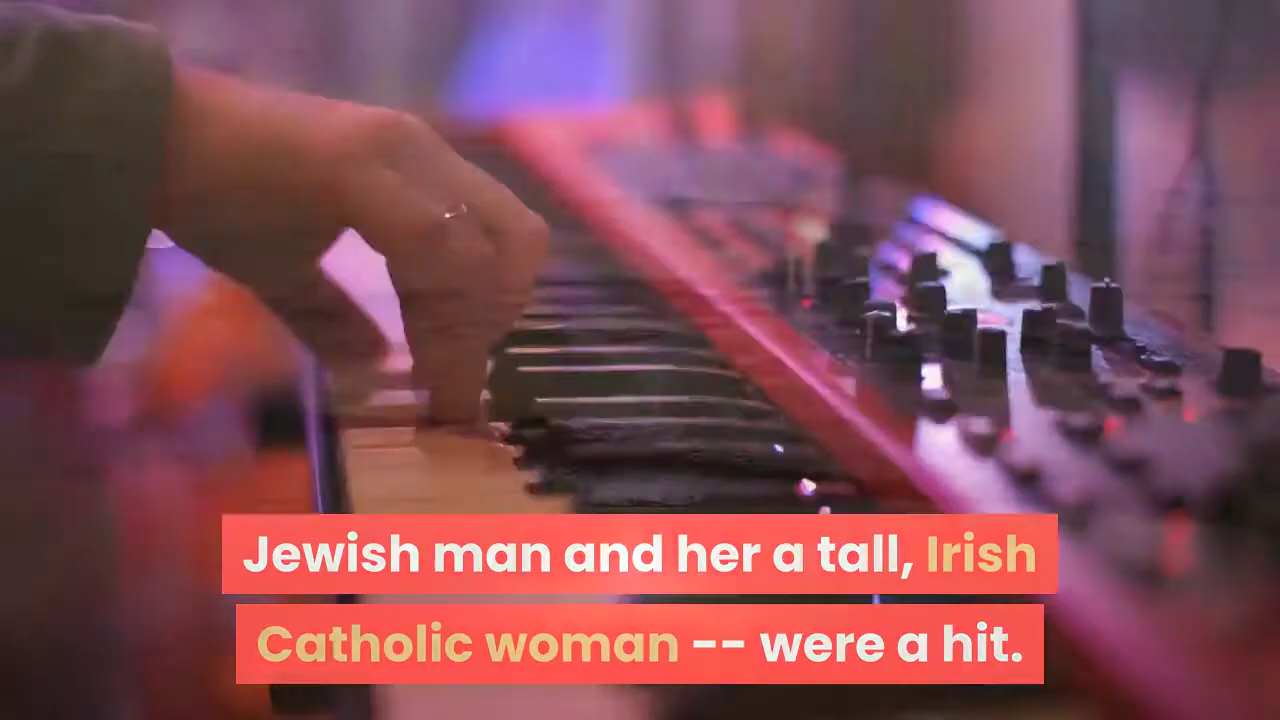 Jewish man and her a tall, Irish
Catholic woman -- were a hit.